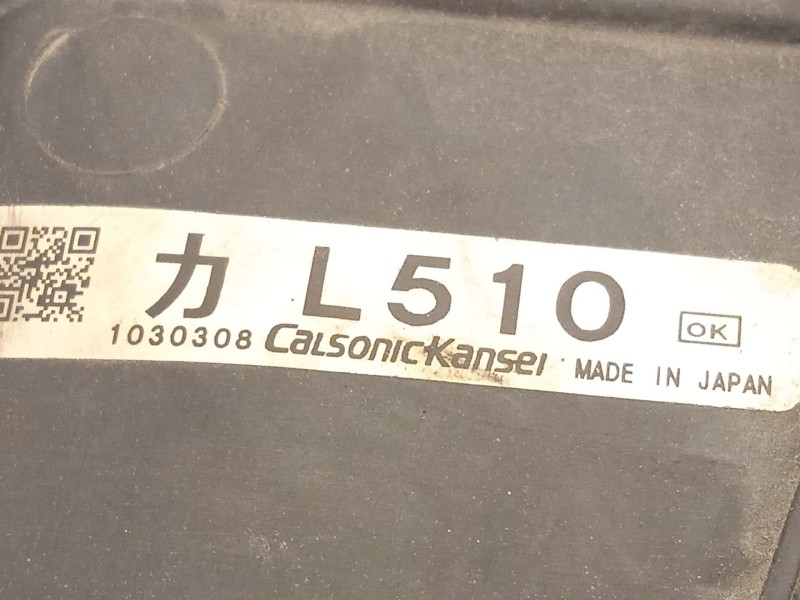 カ L510 OK
1030308 CalsonicKansei MADE IN JAPAN